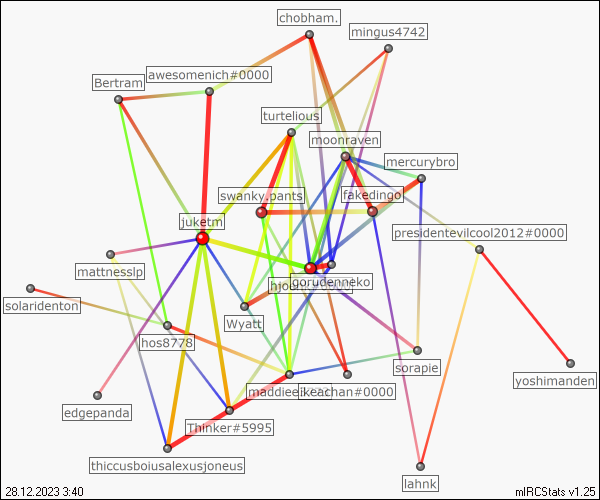 chobham.
mingus4742
awesomenich#0000
Bertram
turtelious
moonraven
mercurybro
swanky.pants
fakedingo
juketm
presidentevilcool2012#0000
mattnesslp
gorudenneko
solaridenton
Wyatt
hos8778
sorapie
yoshimanden
jkeachan#0000
edgepanda
Thinker#5995
thiccusboiusalexusjoneus
lahnk
28.12.2023 3:40
mIRCStats v1.25